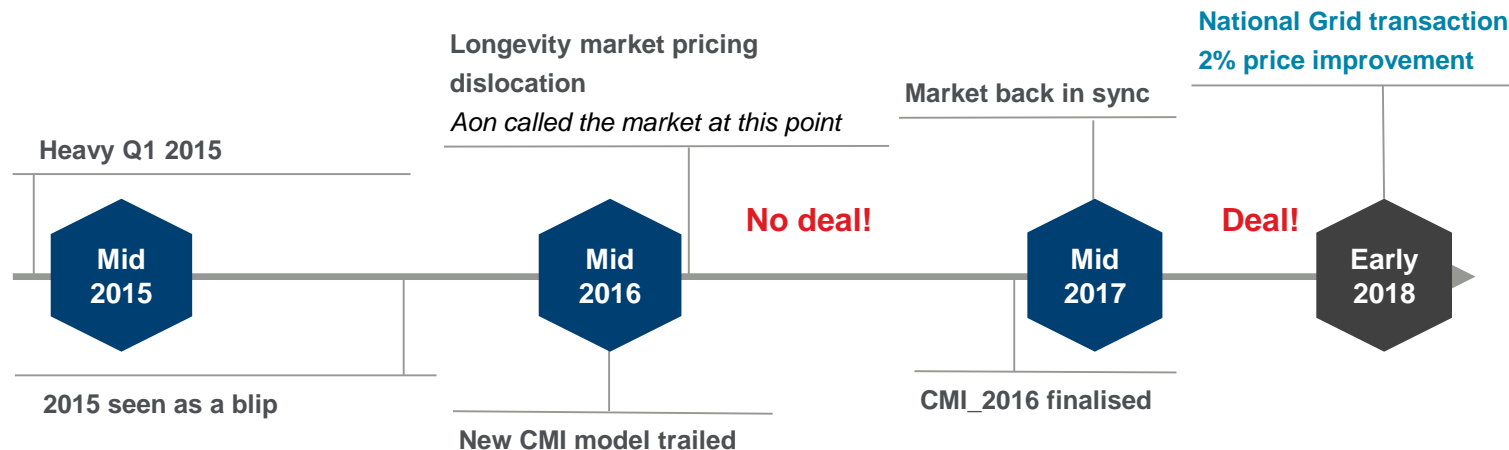 National Grid transaction
2% price improvement
Longevity market pricing
dislocation
Aon called the market at this point
Market back in sync
Heavy Q1 2015
No deal!
Deal!
Mid
2015
Mid
2016
Mid
2017
Early
2018
2015 seen as a blip
CMI_2016 finalised
New CMI model trailed